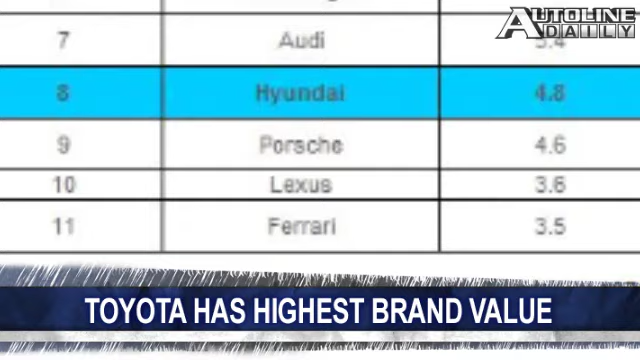 AUTOLINE
DAILY
7 Audi
8 Hyundai 4.8
9 Porsche 4.6
10 Lexus 3.6
11 Ferrari 3.5
TOYOTA HAS HIGHEST BRAND VALUE